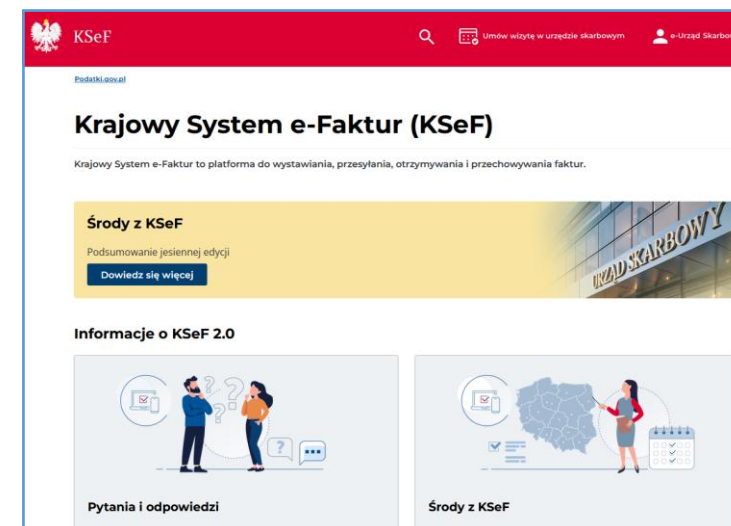 KSeF
Umów wizytę w urzędzie skarbowym
e-Urząd Skarbow
Podatki.gov.pl
Krajowy System e-Faktur (KSeF)
Krajowy System e-Faktur to platforma do wystawiania, przesyłania, otrzymywania i przechowywania faktur.
Środy z KSeF
Podsumowanie jesiennej edycji
Dowiedz się więcej
URZĄD SKARBOWY
Informacje o KSeF 2.0
Pytania i odpowiedzi
Środy z KSeF